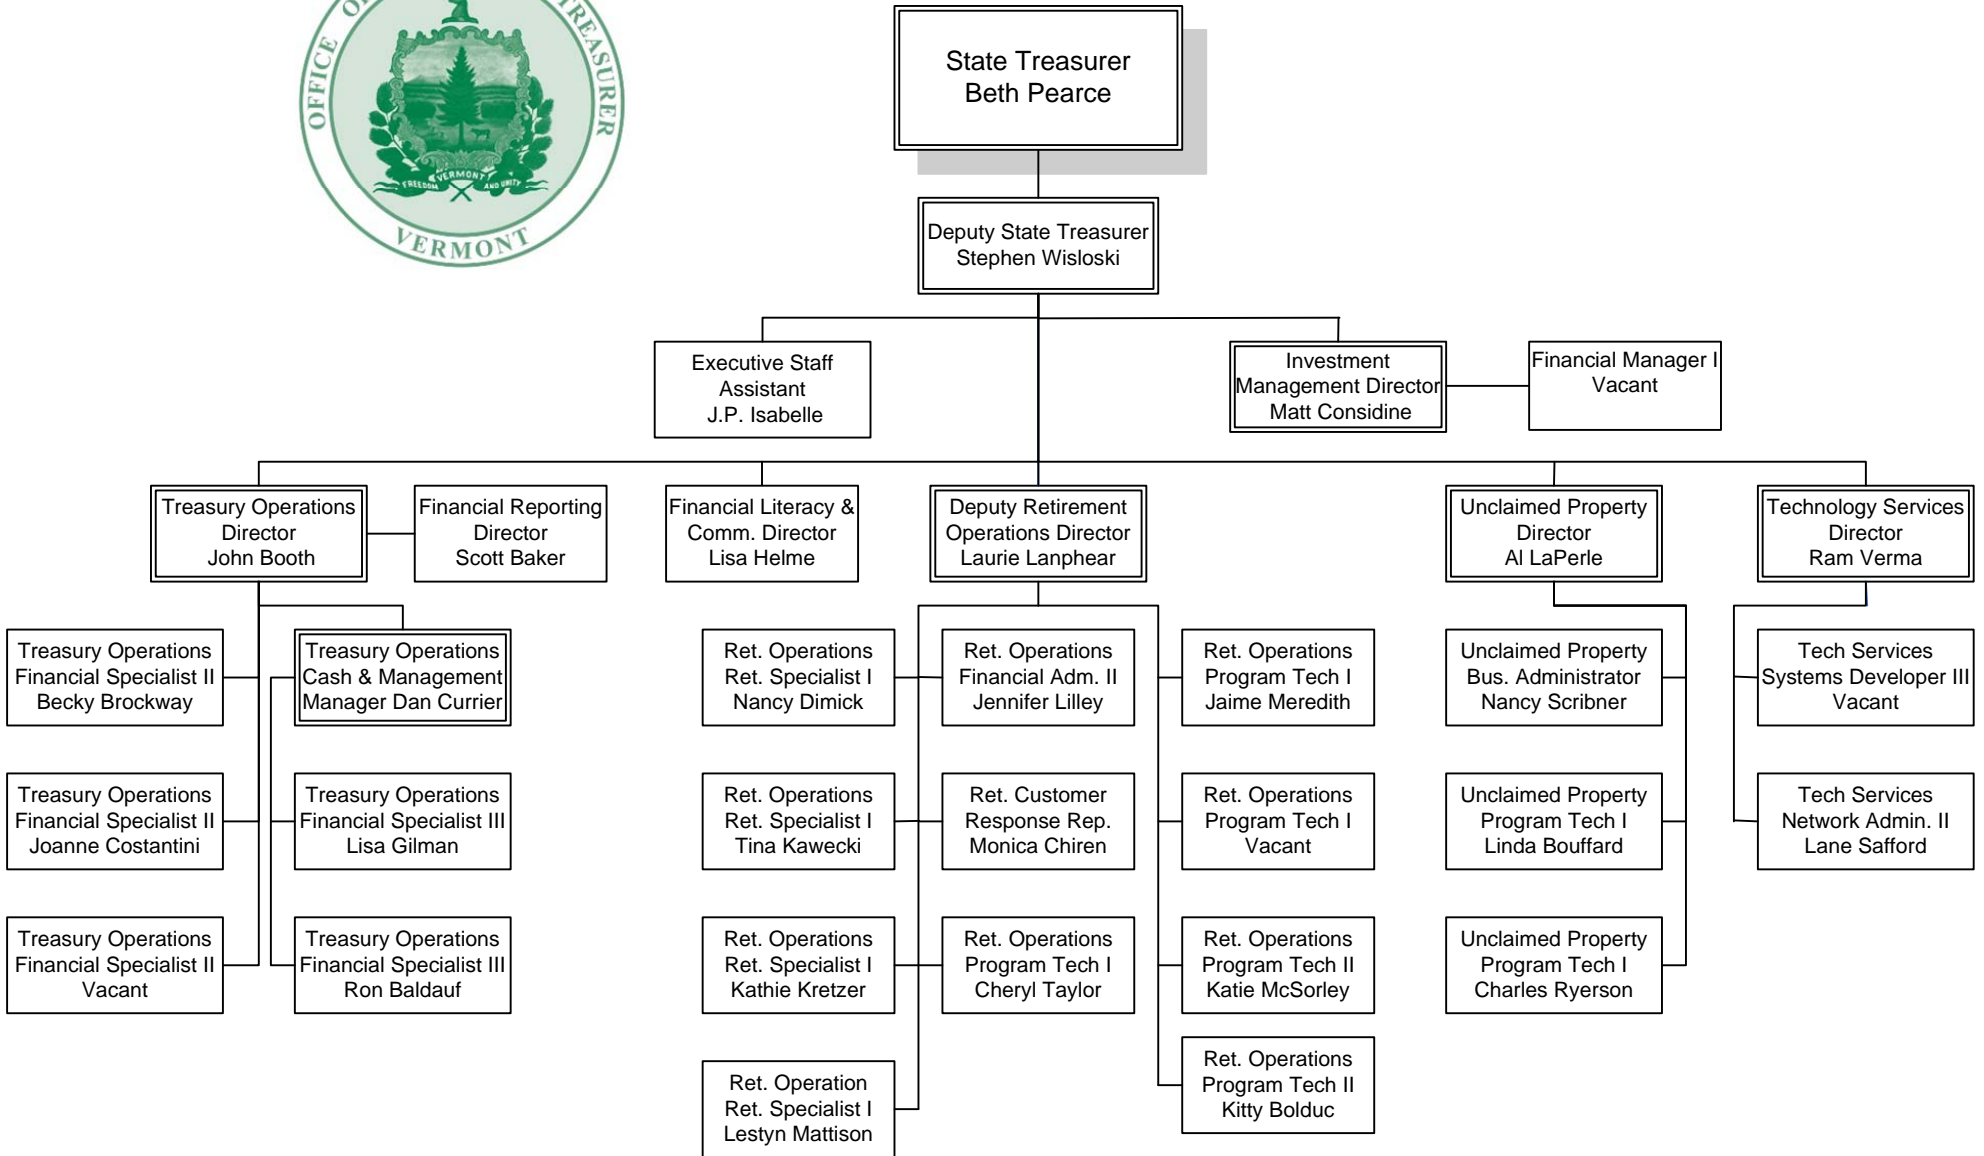 OFFICE
TREASURER
FREEDOM
VERMONT
AND UNITY
VERMONT
State Treasurer
Beth Pearce
Deputy State Treasurer
Stephen Wisloski
Executive Staff
Assistant
J.P. Isabelle
Investment
Management Director
Matt Considine
Financial Manager I
Vacant
Treasury Operations
Director
John Booth
Financial Reporting
Director
Scott Baker
Financial Literacy &
Comm. Director
Lisa Helme
Deputy Retirement
Operations Director
Laurie Lanphear
Unclaimed Property
Director
Al LaPerle
Technology Services
Director
Ram Verma
Treasury Operations
Financial Specialist II
Becky Brockway
Treasury Operations
Cash & Management
Manager Dan Currier
Ret. Operations
Ret. Specialist I
Nancy Dimick
Ret. Operations
Financial Adm. II
Jennifer Lilley
Ret. Operations
Program Tech I
Jaime Meredith
Unclaimed Property
Bus. Administrator
Nancy Scribner
Tech Services
Systems Developer III
Vacant
Treasury Operations
Financial Specialist II
Joanne Costantini
Treasury Operations
Financial Specialist III
Lisa Gilman
Ret. Operations
Ret. Specialist I
Tina Kawecki
Ret. Customer
Response Rep.
Monica Chiren
Ret. Operations
Program Tech I
Vacant
Unclaimed Property
Program Tech I
Linda Bouffard
Tech Services
Network Admin. II
Lane Safford
Treasury Operations
Financial Specialist II
Vacant
Treasury Operations
Financial Specialist III
Ron Baldauf
Ret. Operations
Ret. Specialist I
Kathie Kretzer
Ret. Operations
Program Tech I
Cheryl Taylor
Ret. Operations
Program Tech II
Katie McSorley
Unclaimed Property
Program Tech I
Charles Ryerson
Ret. Operation
Ret. Specialist I
Lestyn Mattison
Ret. Operations
Program Tech II
Kitty Bolduc